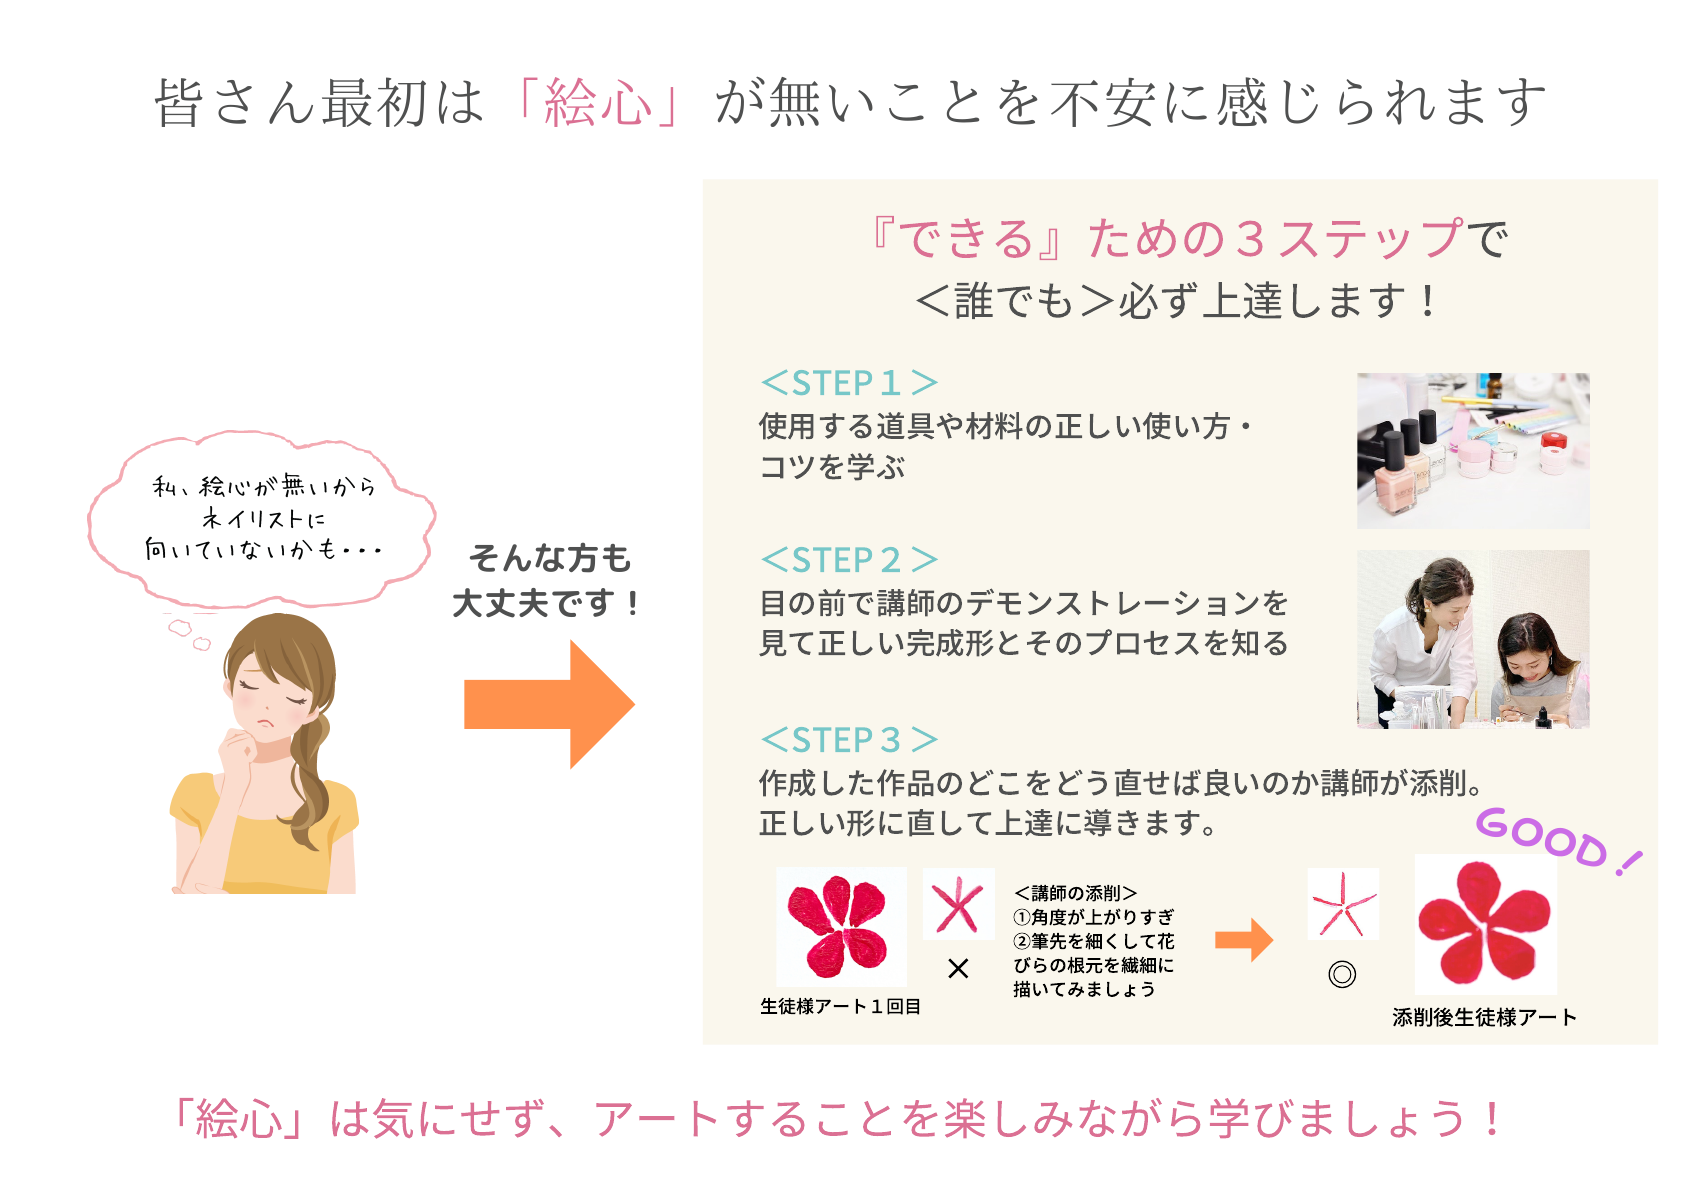 皆さん最初は「絵心」が無いことを不安に感じられます
私、絵心が無いから
ネイリストに
向いていないかも・・・
そんな方も
大丈夫です！
『できる』ための３ステップで
＜誰でも＞必ず上達します！
＜STEP１＞
使用する道具や材料の正しい使い方・
コツを学ぶ
＜STEP２＞
目の前で講師のデモンストレーションを
見て正しい完成形とそのプロセスを知る
＜STEP３＞
作成した作品のどこをどう直せば良いのか講師が添削。
正しい形に直して上達に導きます。
GOOD！
＜講師の添削＞
①角度が上がりすぎ
②筆先を細くして花
びらの根元を繊細に
描いてみましょう
×
◎
生徒様アート１回目
添削後生徒様アート
「絵心」は気にせず、アートすることを楽しみながら学びましょう！